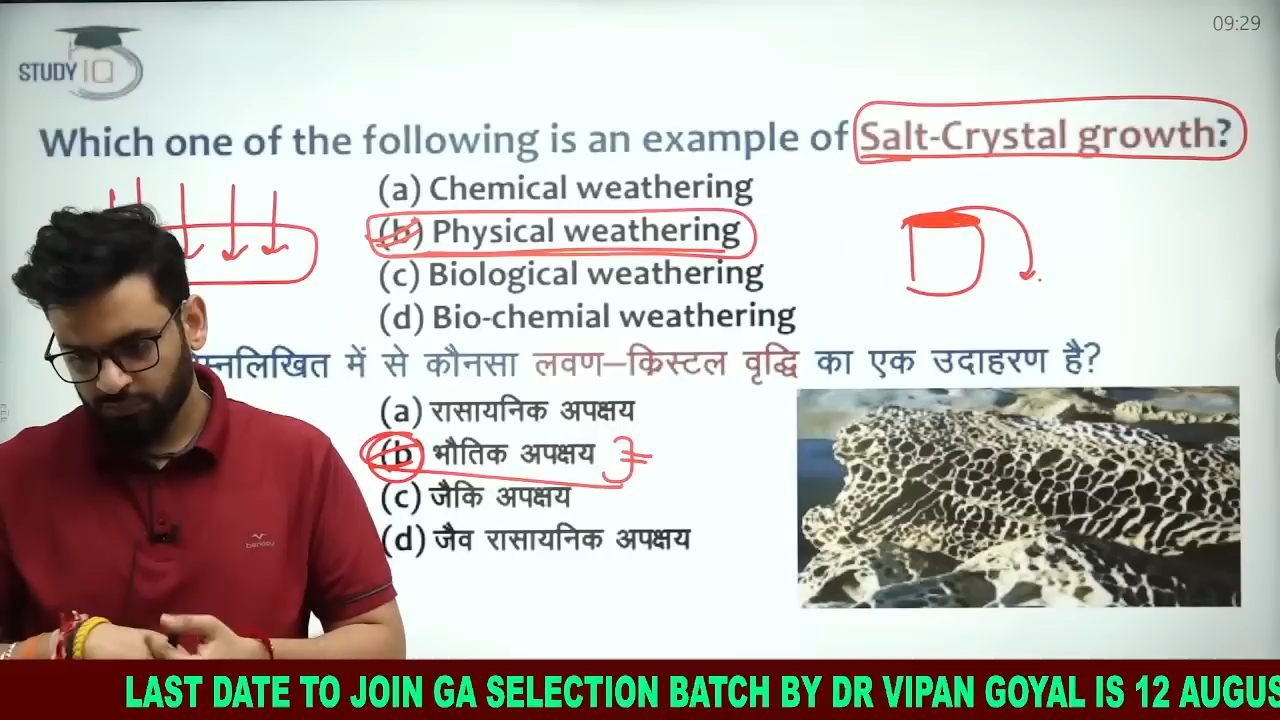 09:29
STUDY IQ
Which one of the following is an example of Salt-Crystal growth?
(a) Chemical weathering
(b) Physical weathering
(c) Biological weathering
(d) Bio-chemial weathering
म्नलिखित में से कौनसा लवण–क्रिस्टल वृद्धि का एक उदाहरण है?
(a) रासायनिक अपक्षय
(b) भौतिक अपक्षय
(c) जैकि अपक्षय
(d) जैव रासायनिक अपक्षय
barkley
LAST DATE TO JOIN GA SELECTION BATCH BY DR VIPAN GOYAL IS 12 AUGUS